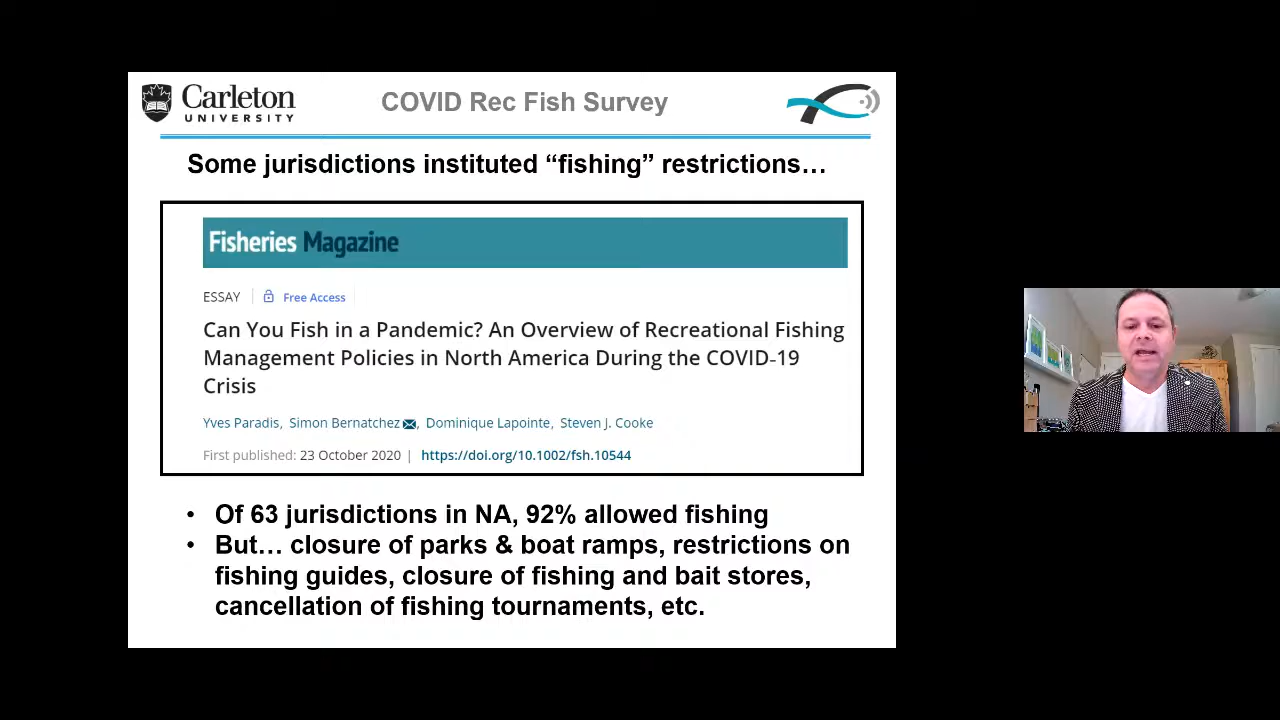 Carleton
UNIVERSITY
COVID Rec Fish Survey
Some jurisdictions instituted “fishing” restrictions…
Fisheries Magazine
ESSAY
Free Access
Can You Fish in a Pandemic? An Overview of Recreational Fishing
Management Policies in North America During the COVID-19
Crisis
Yves Paradis, Simon Bernatchez, Dominique Lapointe, Steven J. Cooke
First published: 23 October 2020 | https://doi.org/10.1002/fsh.10544
• Of 63 jurisdictions in NA, 92% allowed fishing
• But… closure of parks & boat ramps, restrictions on
fishing guides, closure of fishing and bait stores,
cancellation of fishing tournaments, etc.